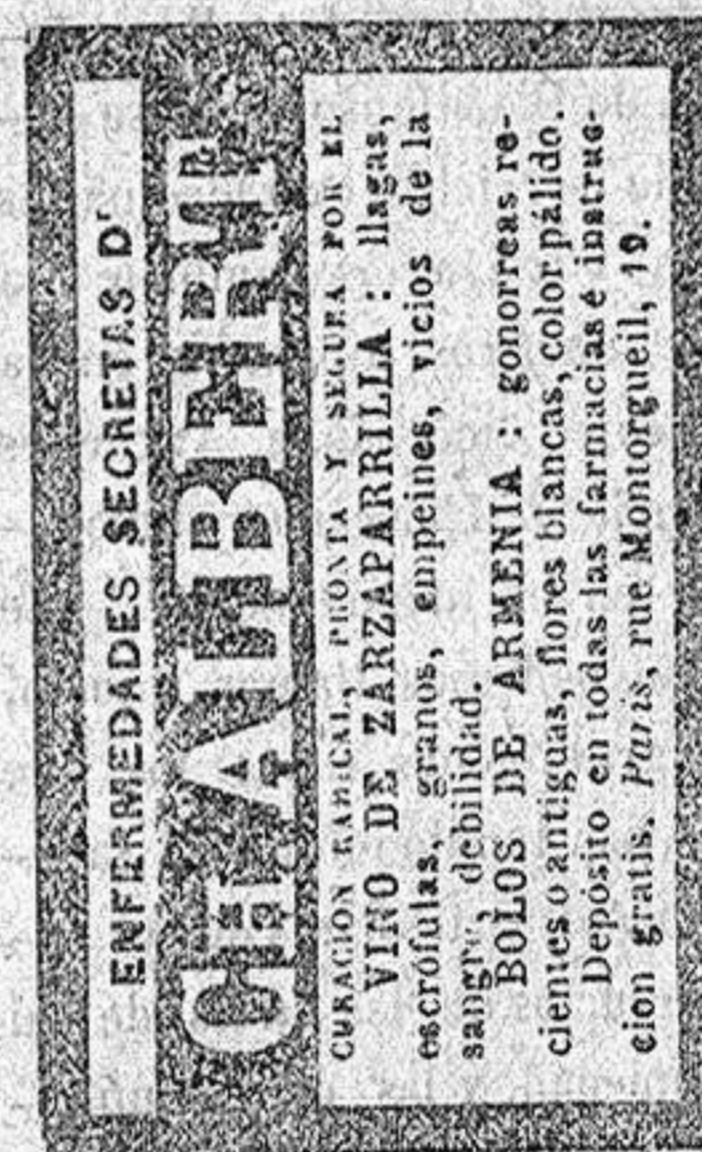 ENFERMEDADES SECRETAS D'
CH. ALBERT
CURACION RADICAL, PRONTA Y SEGURA POR EL
VINO DE ZARZAPARRILLA : llagas,
escrófulas, granos, empeines, vicios de la
sangre, debilidad.
BOLOS DE ARMENIA : gonorreas re-
cientes o antiguas, flores blancas, color pálido.
Depósito en todas las farmacias é instruc-
cion gratis. Paris, rue Montorgueil, 19.